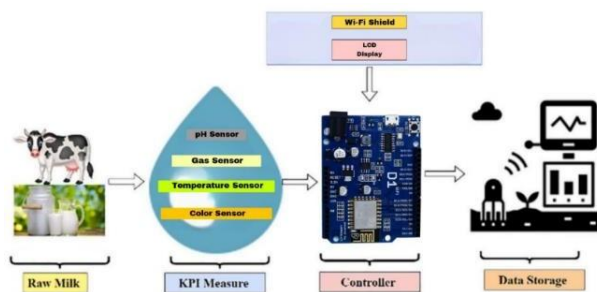 Wi-Fi Shield
LCD
Display
pH Sensor
Gas Sensor
Temperature Sensor
Color Sensor
D1
Raw Milk
KPI Measure
Controller
Data Storage